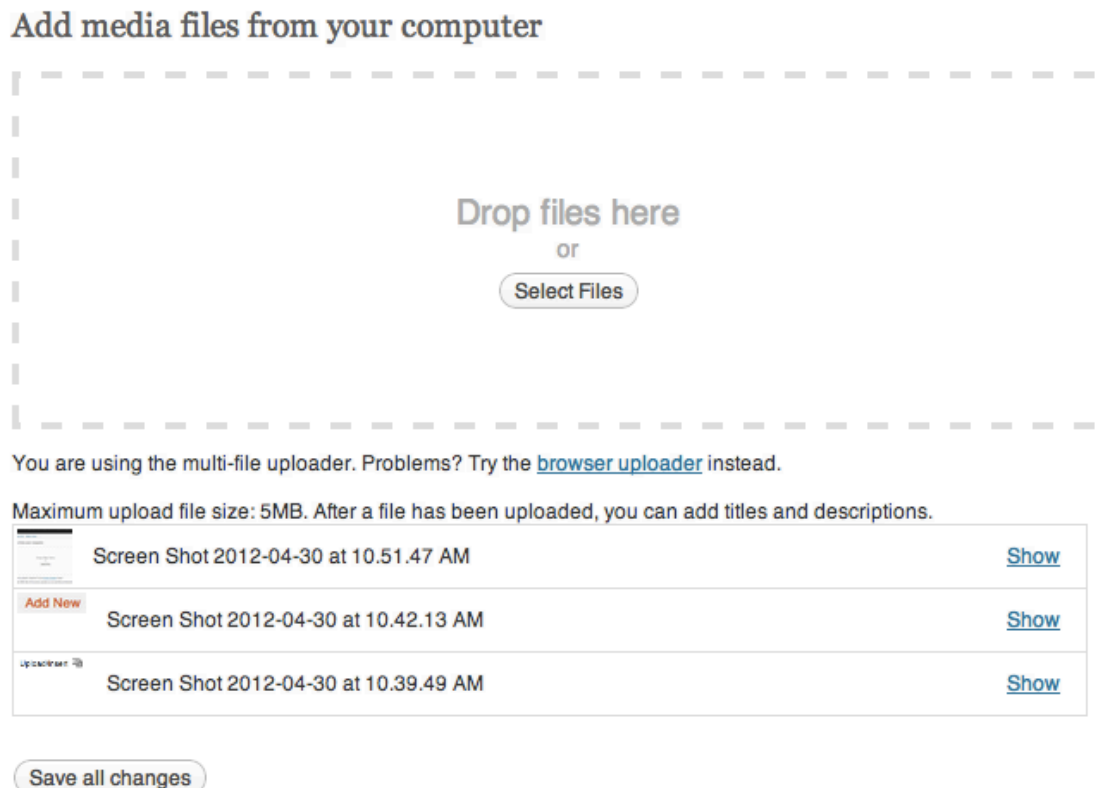 Add media files from your computer
Drop files here
or
Select Files
You are using the multi-file uploader. Problems? Try the browser uploader instead.
Maximum upload file size: 5MB. After a file has been uploaded, you can add titles and descriptions.
Screen Shot 2012-04-30 at 10.51.47 AM Show
Add New
Screen Shot 2012-04-30 at 10.42.13 AM Show
Upload/Insert
Screen Shot 2012-04-30 at 10.39.49 AM Show
Save all changes